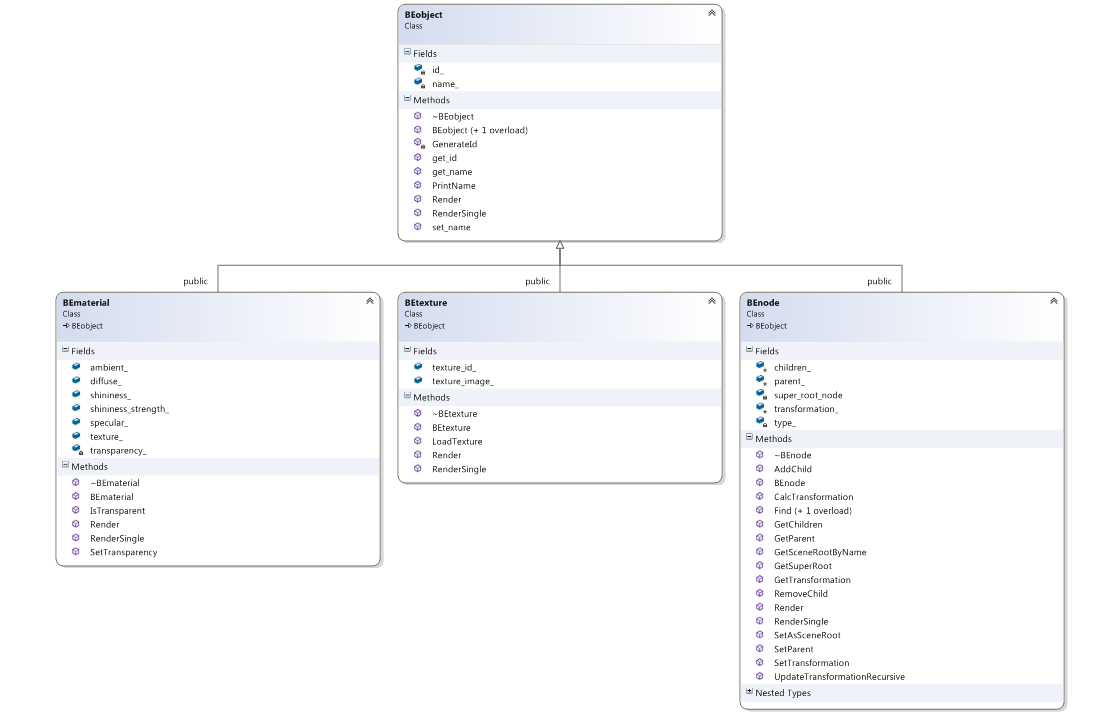 BEobject
Class
Fields
id_
name_
Methods
~BEobject
BEobject (+ 1 overload)
GenerateId
get_id
get_name
PrintName
Render
RenderSingle
set_name
public
public
public
BEmaterial
Class
BEobject
Fields
ambient_
diffuse_
shininess_
shininess_strength_
specular_
texture_
transparency_
Methods
~BEmaterial
BEmaterial
IsTransparent
Render
RenderSingle
SetTransparency
BEtexture
Class
BEobject
Fields
texture_id_
texture_image_
Methods
~BEtexture
BEtexture
LoadTexture
Render
RenderSingle
BEnode
Class
BEobject
Fields
children_
parent_
super_root_node
transformation_
type_
Methods
~BEnode
AddChild
BEnode
CalcTransformation
Find (+ 1 overload)
GetChildren
GetParent
GetSceneRootByName
GetSuperRoot
GetTransformation
RemoveChild
Render
RenderSingle
SetAsSceneRoot
SetParent
SetTransformation
UpdateTransformationRecursive
Nested Types